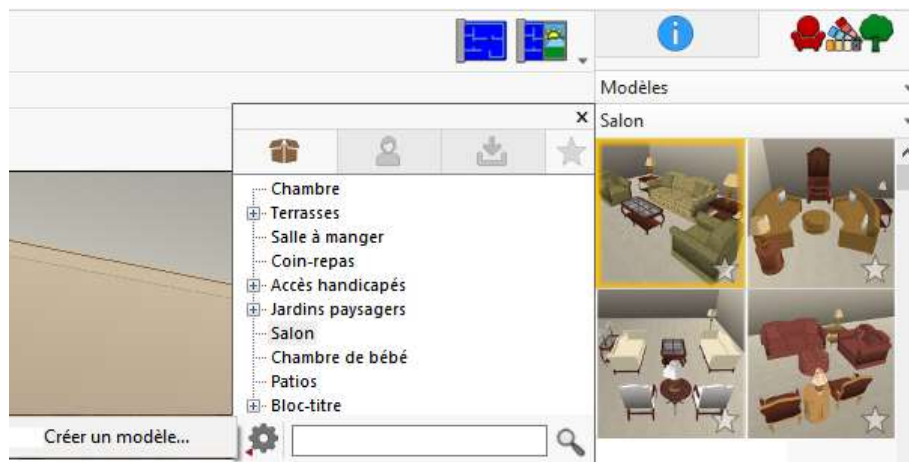 Modèles
Salon
x
Chambre
Terrasses
Salle à manger
Coin-repas
Accès handicapés
Jardins paysagers
Salon
Chambre de bébé
Patios
Bloc-titre
Créer un modèle...